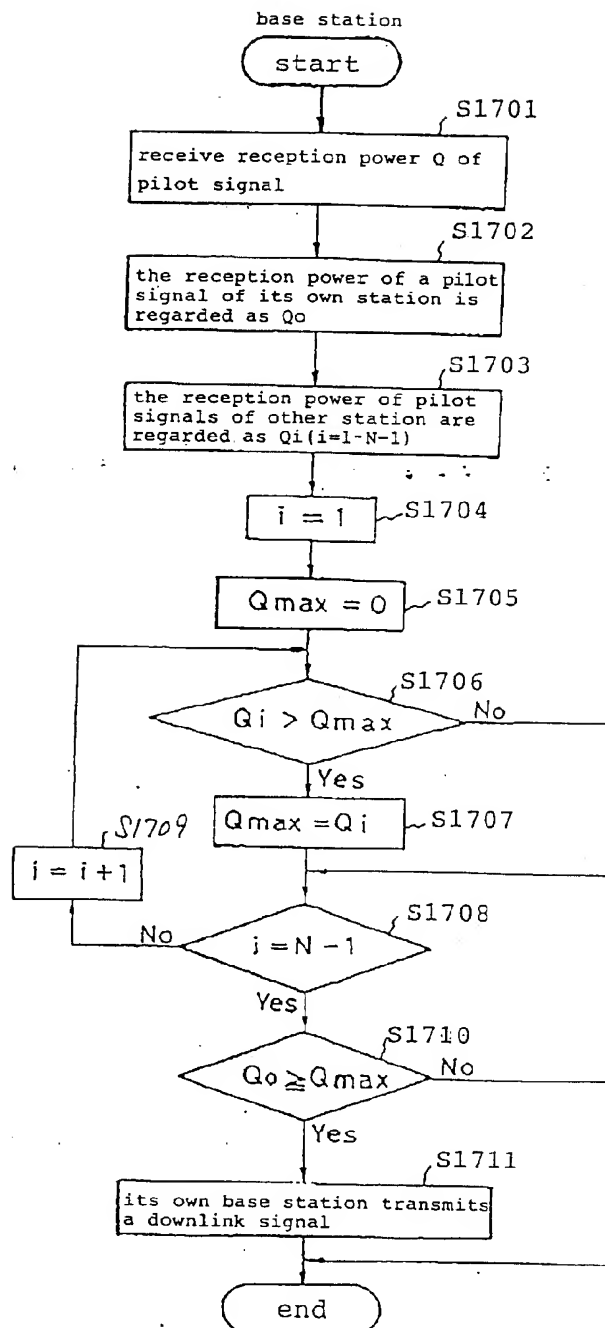 base station
start
S1701
receive reception power Q of
pilot signal
S1702
the reception power of a pilot
signal of its own station is
regarded as Qo
S1703
the reception power of pilot
signals of other station are
regarded as Qi(i=1-N-1)
i = 1
S1704
Qmax = 0
S1705
S1706
Qi > Qmax
No
Yes
S1709
Qmax = Qi
S1707
i = i+1
S1708
No
i = N-1
Yes
S1710
Qo ≧ Qmax
No
Yes
S1711
its own base station transmits
a downlink signal
end